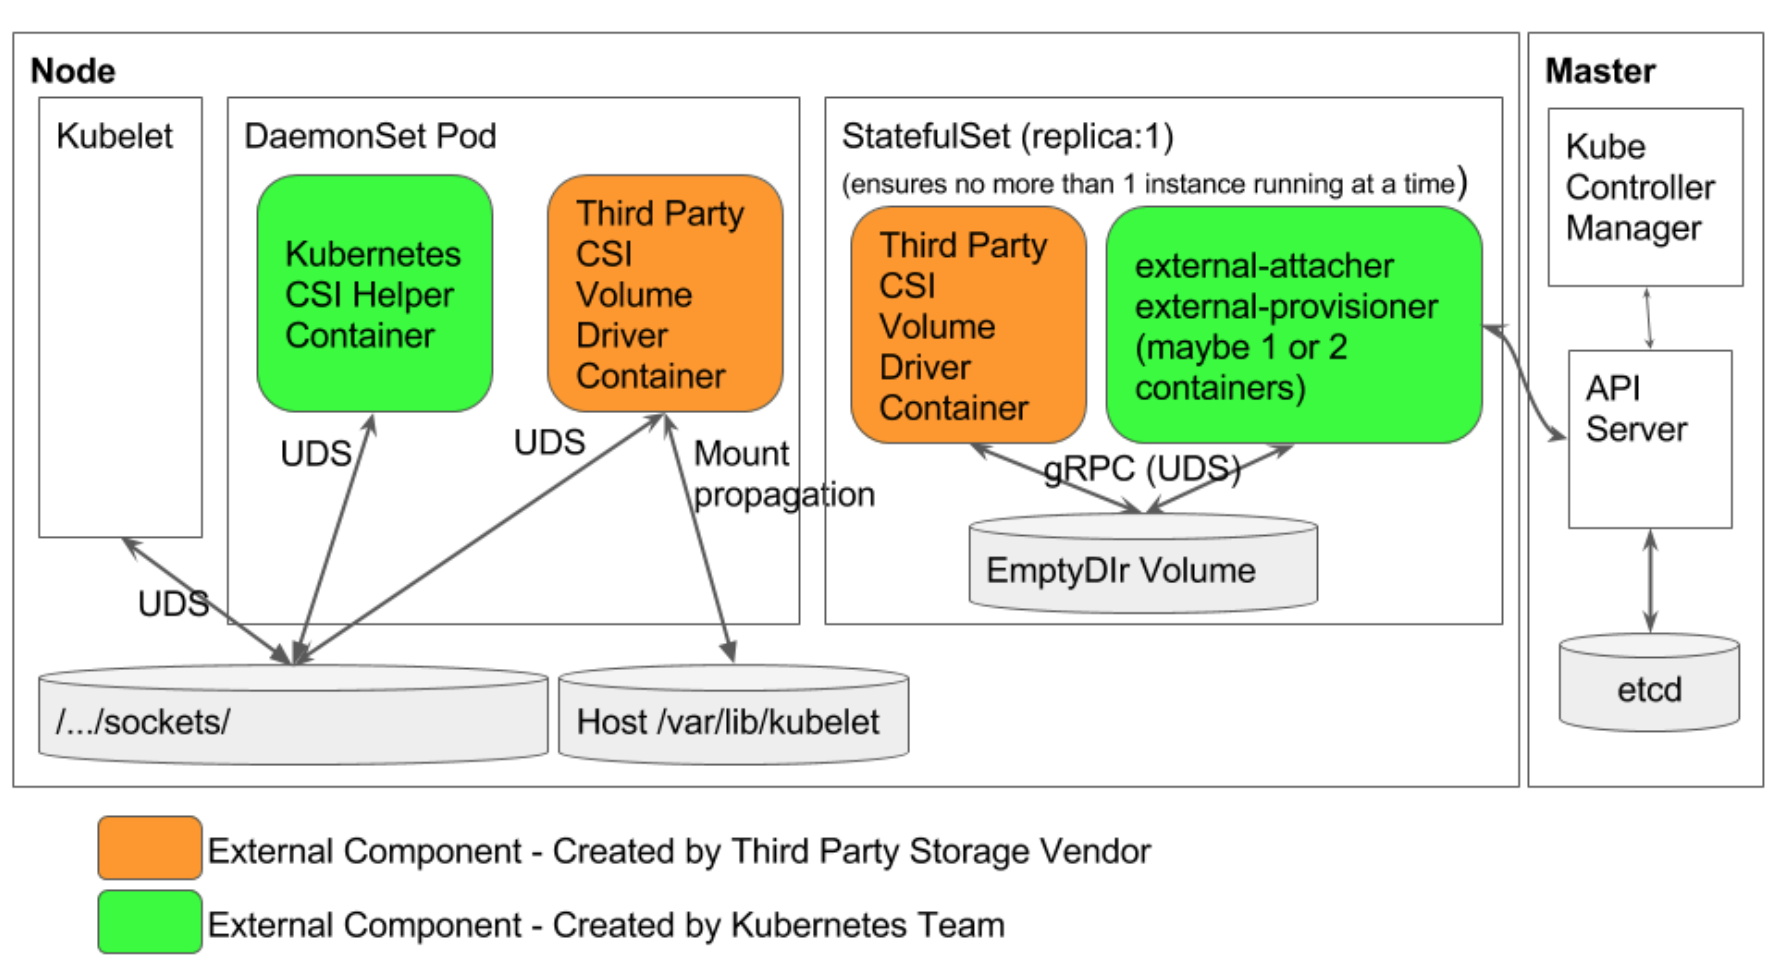 Node
Kubelet
DaemonSet Pod
Kubernetes
CSI Helper
Container
Third Party
CSI
Volume
Driver
Container
UDS
UDS
Mount
propagation
UDS
/.../sockets/
Host /var/lib/kubelet
StatefulSet (replica:1)
(ensures no more than 1 instance running at a time)
Third Party
CSI
Volume
Driver
Container
external-attacher
external-provisioner
(maybe 1 or 2
containers)
gRPC (UDS)
EmptyDIr Volume
Master
Kube
Controller
Manager
API
Server
etcd
External Component - Created by Third Party Storage Vendor
External Component - Created by Kubernetes Team